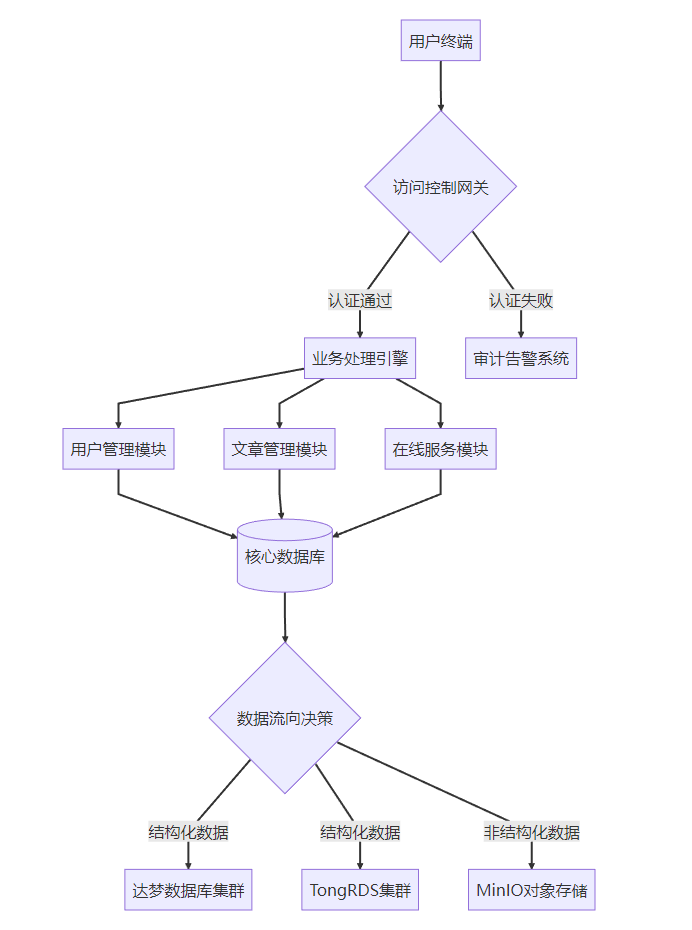 用户终端
访问控制网关
认证通过
认证失败
业务处理引擎
审计告警系统
用户管理模块
文章管理模块
在线服务模块
核心数据库
数据流向决策
结构化数据
结构化数据
非结构化数据
达梦数据库集群
TongRDS集群
MinIO对象存储